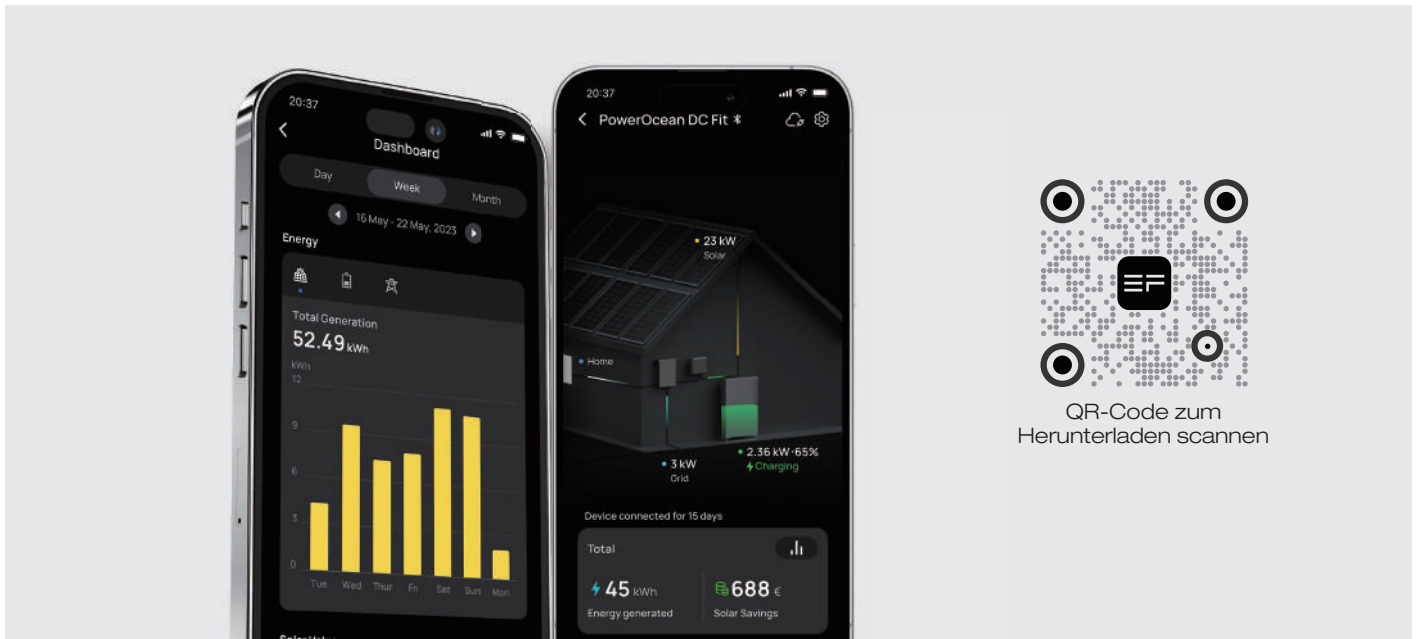 20:37
Dashboard
Day Week Month
16 May - 22 May, 2023
Energy
Total Generation
52.49 kWh
kWh
12
9
6
3
0
Tue Wed Thur Fri Sat Sun Mon
20:37
PowerOcean DC Fit
23 kW
Solar
Home
2.36 kW·65%
Charging
3 kW
Grid
Device connected for 15 days
Total
45 kWh
Energy generated
688 €
Solar Savings
EF
QR-Code zum
Herunterladen scannen